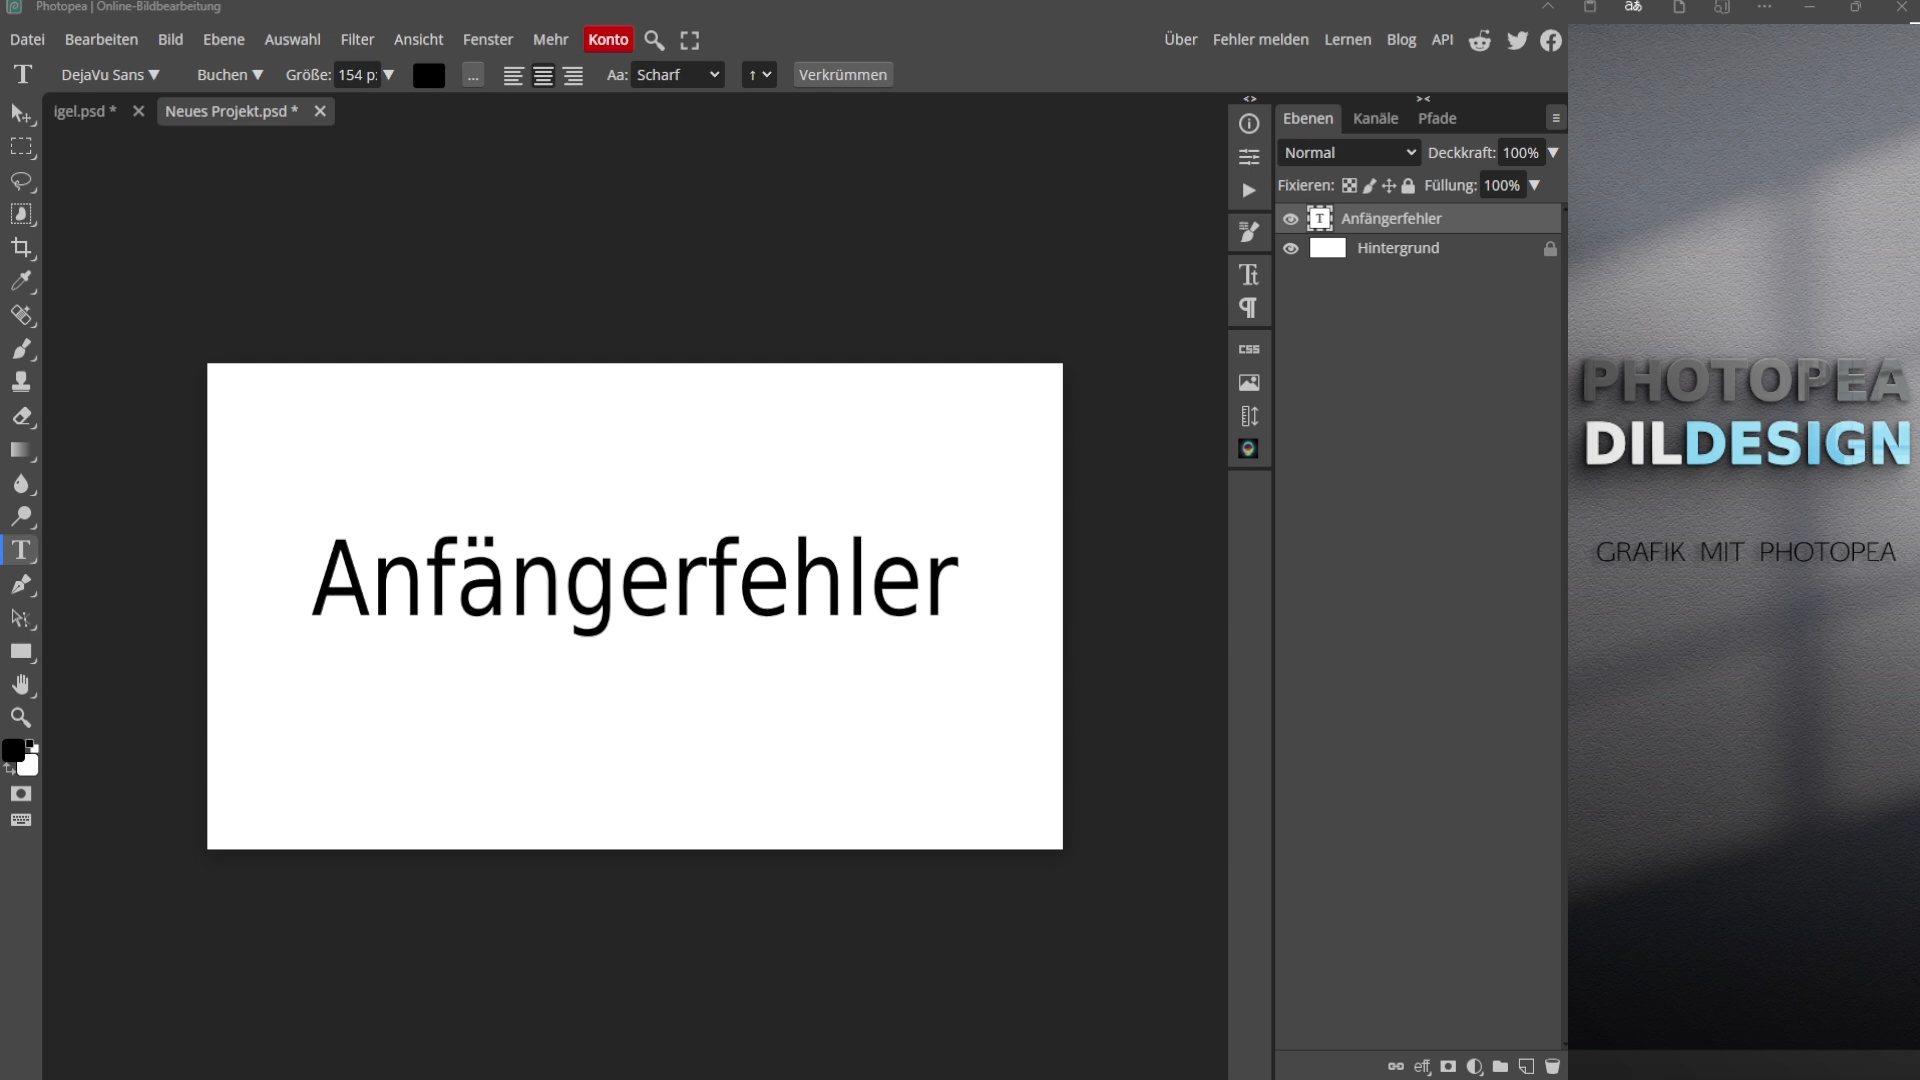 Photopea | Online-Bildbearbeitung
Datei Bearbeiten Bild Ebene Auswahl Filter Ansicht Fenster Mehr Konto Über Fehler melden Lernen Blog API
T DejaVu Sans Buchen Größe: 154 p: ... Aa: Scharf ↑ Verkrümmen
igel.psd * Neues Projekt.psd *
Ebenen Kanäle Pfade
Normal Deckkraft: 100%
Fixieren: Füllung: 100%
T Anfängerfehler
Hintergrund
CSS
Anfängerfehler
eff
PHOTOPEA
DILDESIGN
GRAFIK MIT PHOTOPEA